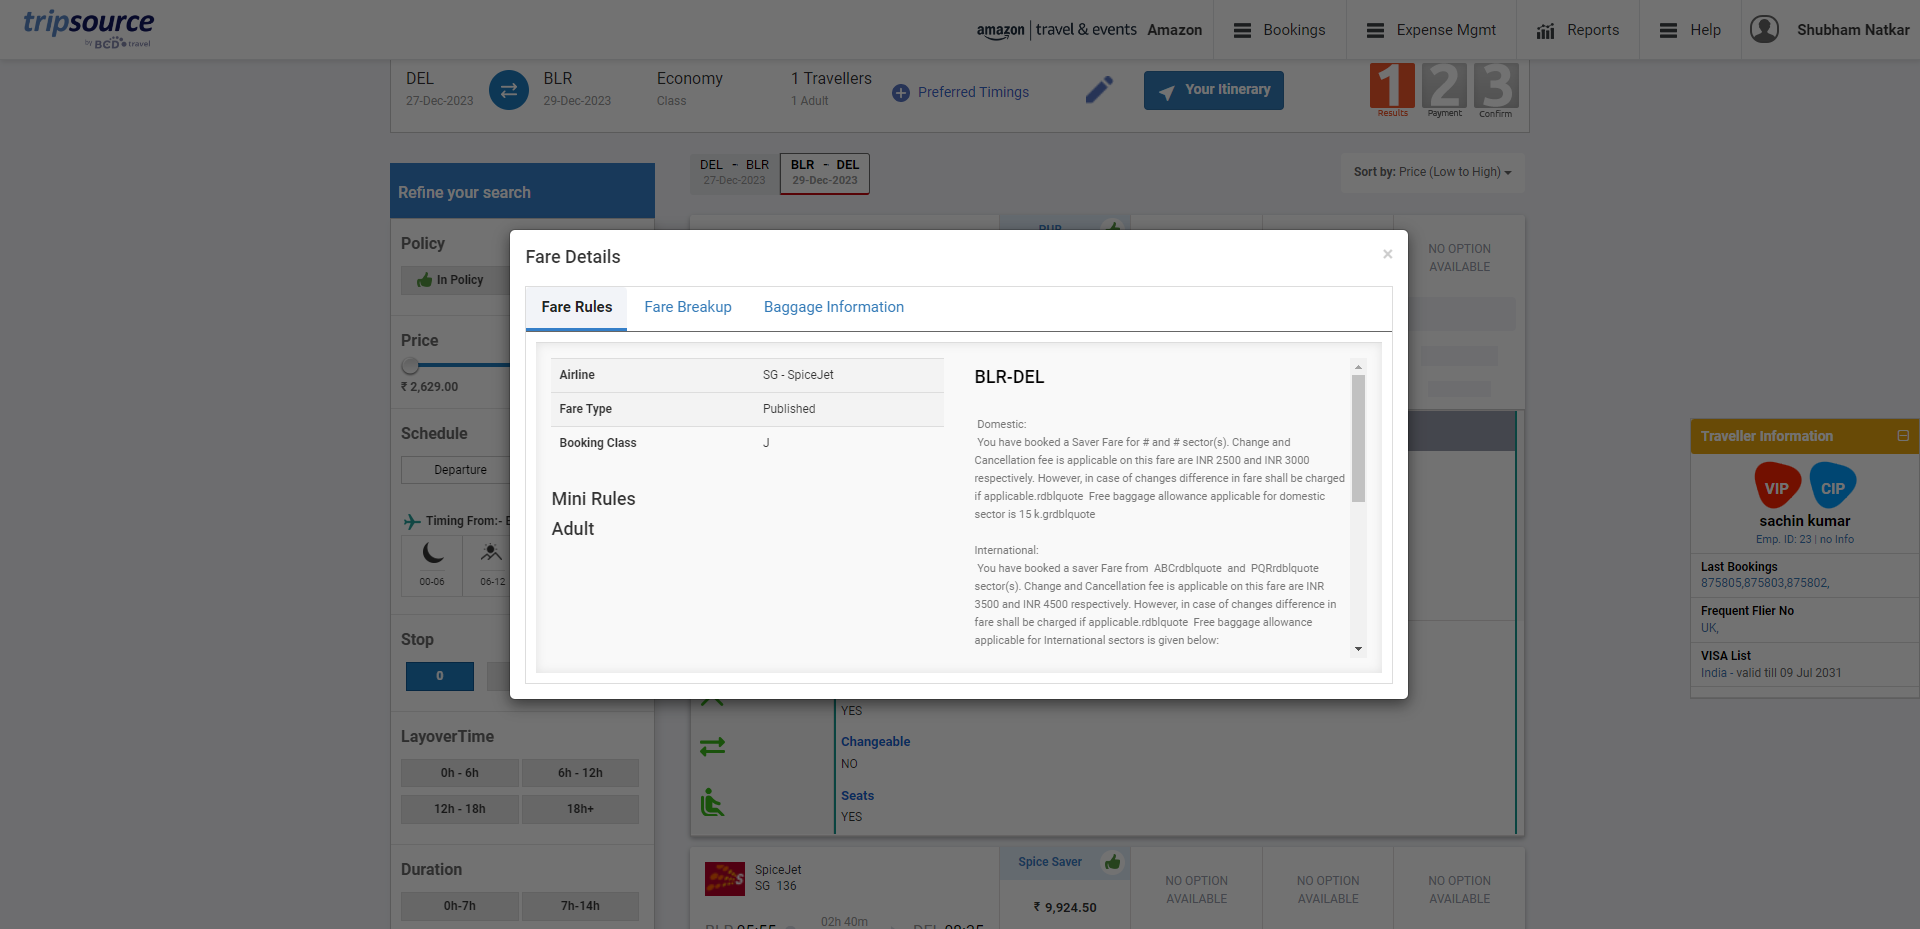 tripsource
by BCD travel
amazon | travel & events Amazon
Bookings
Expense Mgmt
Reports
Help
Shubham Natkar
DEL
27-Dec-2023
BLR
29-Dec-2023
Economy
Class
1 Travellers
1 Adult
Preferred Timings
Your Itinerary
1 2 3
Results Payment Confirm
Refine your search
DEL - BLR
27-Dec-2023
BLR - DEL
29-Dec-2023
Sort by: Price (Low to High)
Policy
In Policy
Price
₹ 2,629.00
Schedule
Departure
Timing From:-
00-06
06-12
Stop
0
LayoverTime
0h - 6h
6h - 12h
12h - 18h
18h+
Duration
0h-7h
7h-14h
NO OPTION
AVAILABLE
Fare Details
×
Fare Rules
Fare Breakup
Baggage Information
Airline SG - SpiceJet
Fare Type Published
Booking Class J
Mini Rules
Adult
BLR-DEL
Domestic:
You have booked a Saver Fare for # and # sector(s). Change and
Cancellation fee is applicable on this fare are INR 2500 and INR 3000
respectively. However, in case of changes difference in fare shall be charged
if applicable.rdblquote Free baggage allowance applicable for domestic
sector is 15 k.grdblquote
International:
You have booked a saver Fare from ABCrdblquote and PQRrdblquote
sector(s). Change and Cancellation fee is applicable on this fare are INR
3500 and INR 4500 respectively. However, in case of changes difference in
fare shall be charged if applicable.rdblquote Free baggage allowance
applicable for International sectors is given below:
YES
Changeable
NO
Seats
YES
SpiceJet
SG 136
Spice Saver
₹ 9,924.50
NO OPTION
AVAILABLE
NO OPTION
AVAILABLE
NO OPTION
AVAILABLE
02h 40m
Traveller Information
VIP
CIP
sachin kumar
Emp. ID: 23 | no Info
Last Bookings
875805,875803,875802,
Frequent Flier No
UK,
VISA List
India - valid till 09 Jul 2031